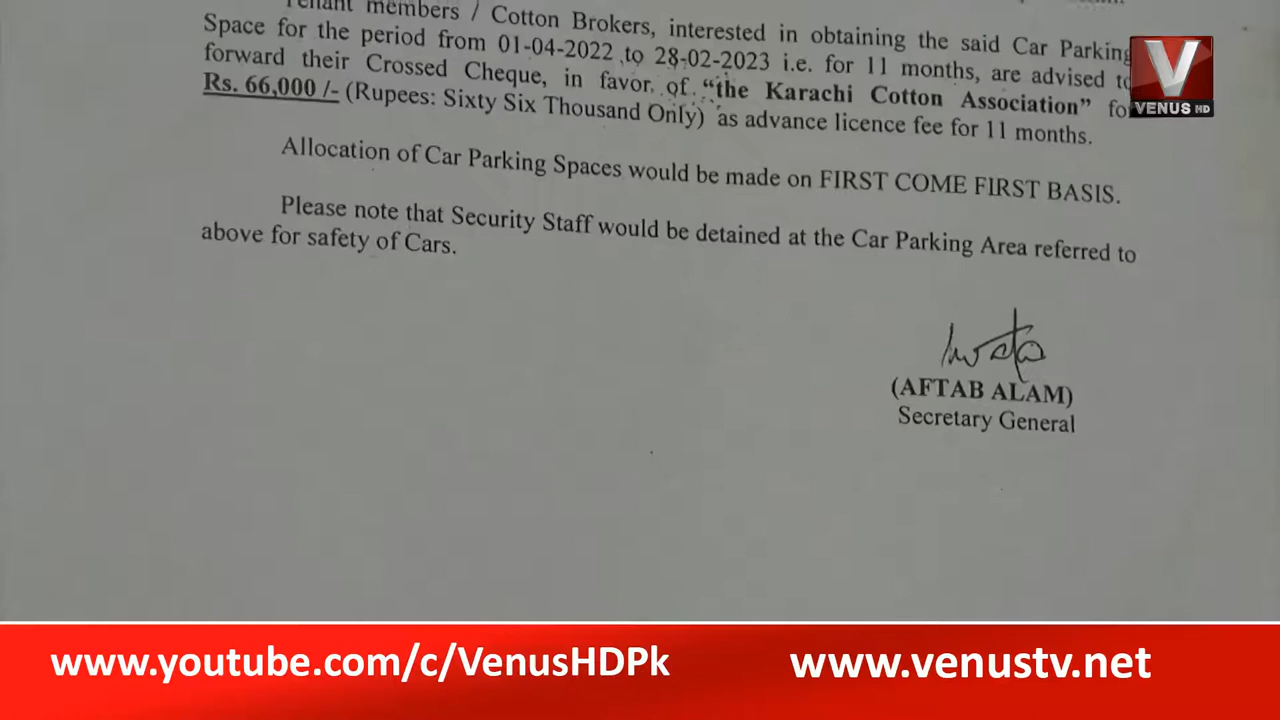 Tenant members / Cotton Brokers, interested in obtaining the said Car Parking
Space for the period from 01-04-2022 to 28-02-2023 i.e. for 11 months, are advised to
forward their Crossed Cheque, in favor of "the Karachi Cotton Association" for
Rs. 66,000 /- (Rupees: Sixty Six Thousand Only) as advance licence fee for 11 months.
Allocation of Car Parking Spaces would be made on FIRST COME FIRST BASIS.
Please note that Security Staff would be detained at the Car Parking Area referred to
above for safety of Cars.
(AFTAB ALAM)
Secretary General
V
VENUS HD
www.youtube.com/c/VenusHDPk
www.venustv.net